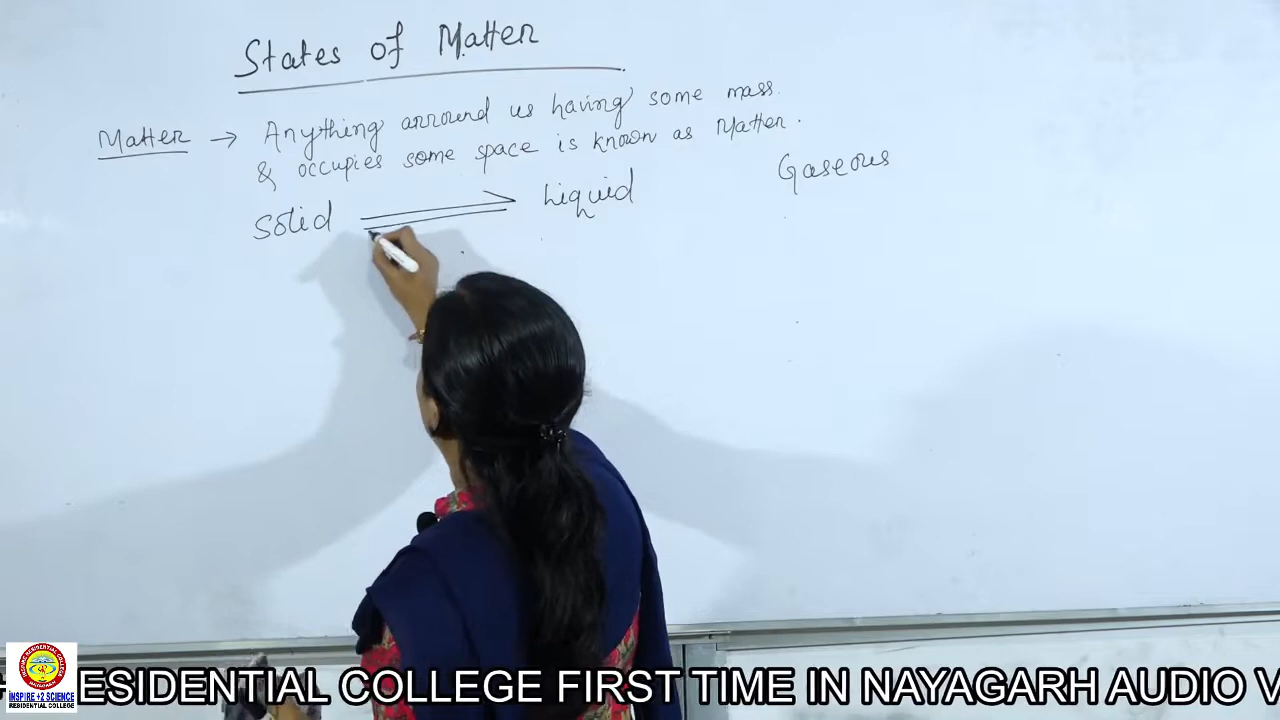 States of Matter
Matter → Anything arround us having some mass.
& occupies some space is known as Matter.
Solid Liquid Gaseous
INSPIRE +2 SCIENCE
RESIDENTIAL COLLEGE
ESIDENTIAL COLLEGE FIRST TIME IN NAYAGARH AUDIO V